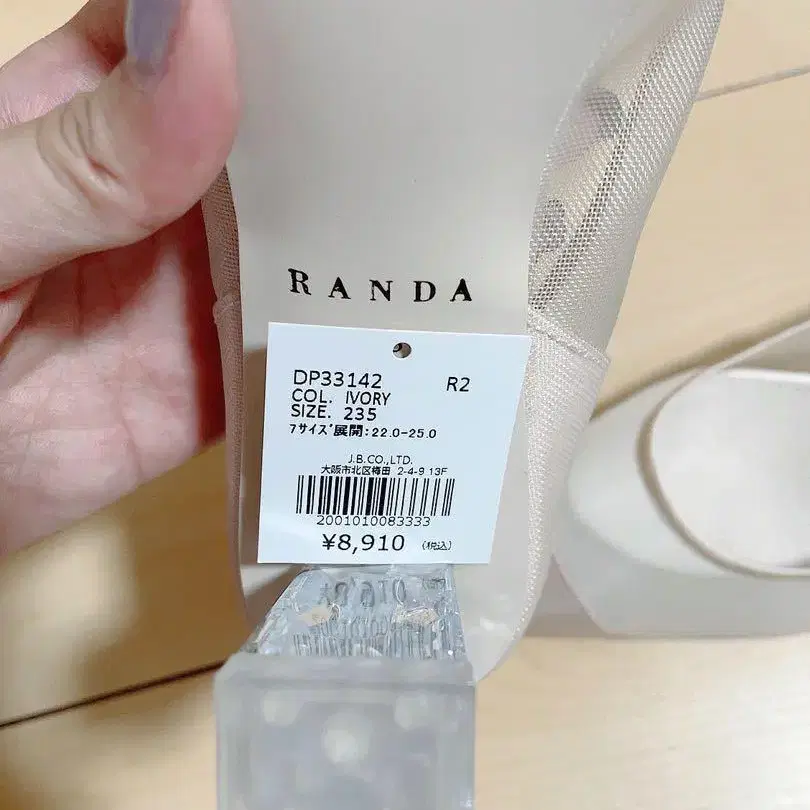 RANDA
DP33142 R2
COL. IVORY
SIZE. 235
7サイズ展開:22.0-25.0
J.B.CO.,LTD.
大阪市北区梅田 2-4-9 13F
2001010083333
¥8,910 (税込)